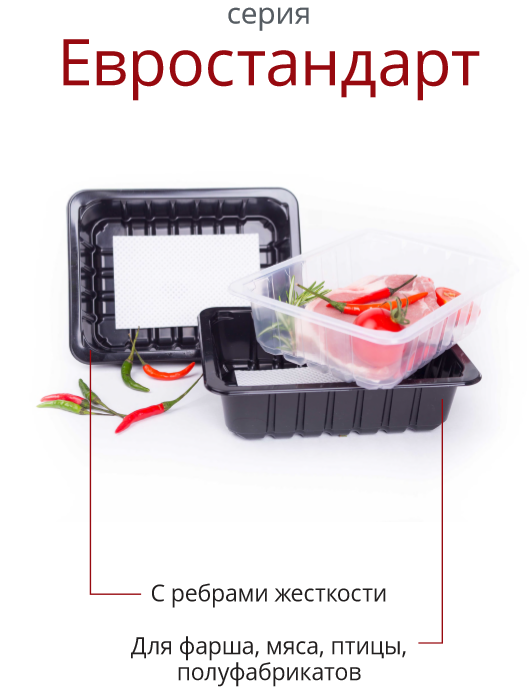 серия
Евростандарт
С ребрами жесткости
Для фарша, мяса, птицы,
полуфабрикатов